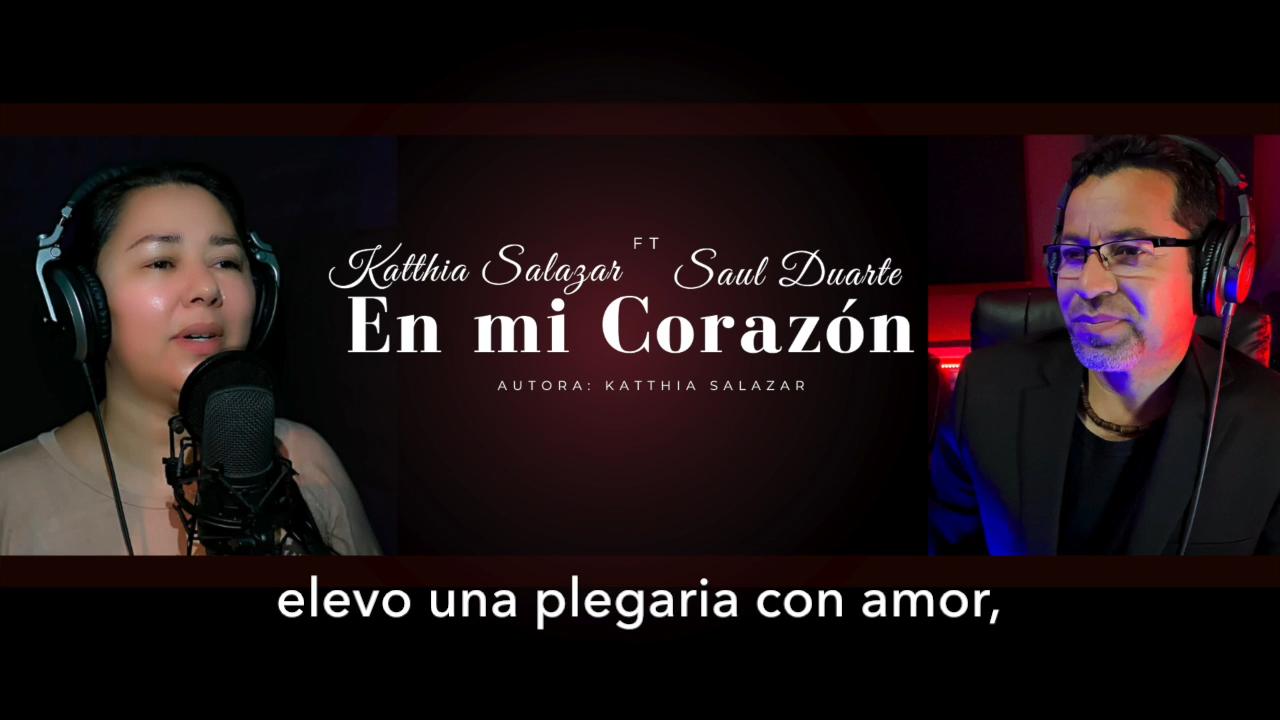 FT
Katthia Salazar Saul Duarte
En mi Corazón
AUTORA: KATTHIA SALAZAR
elevo una plegaria con amor,